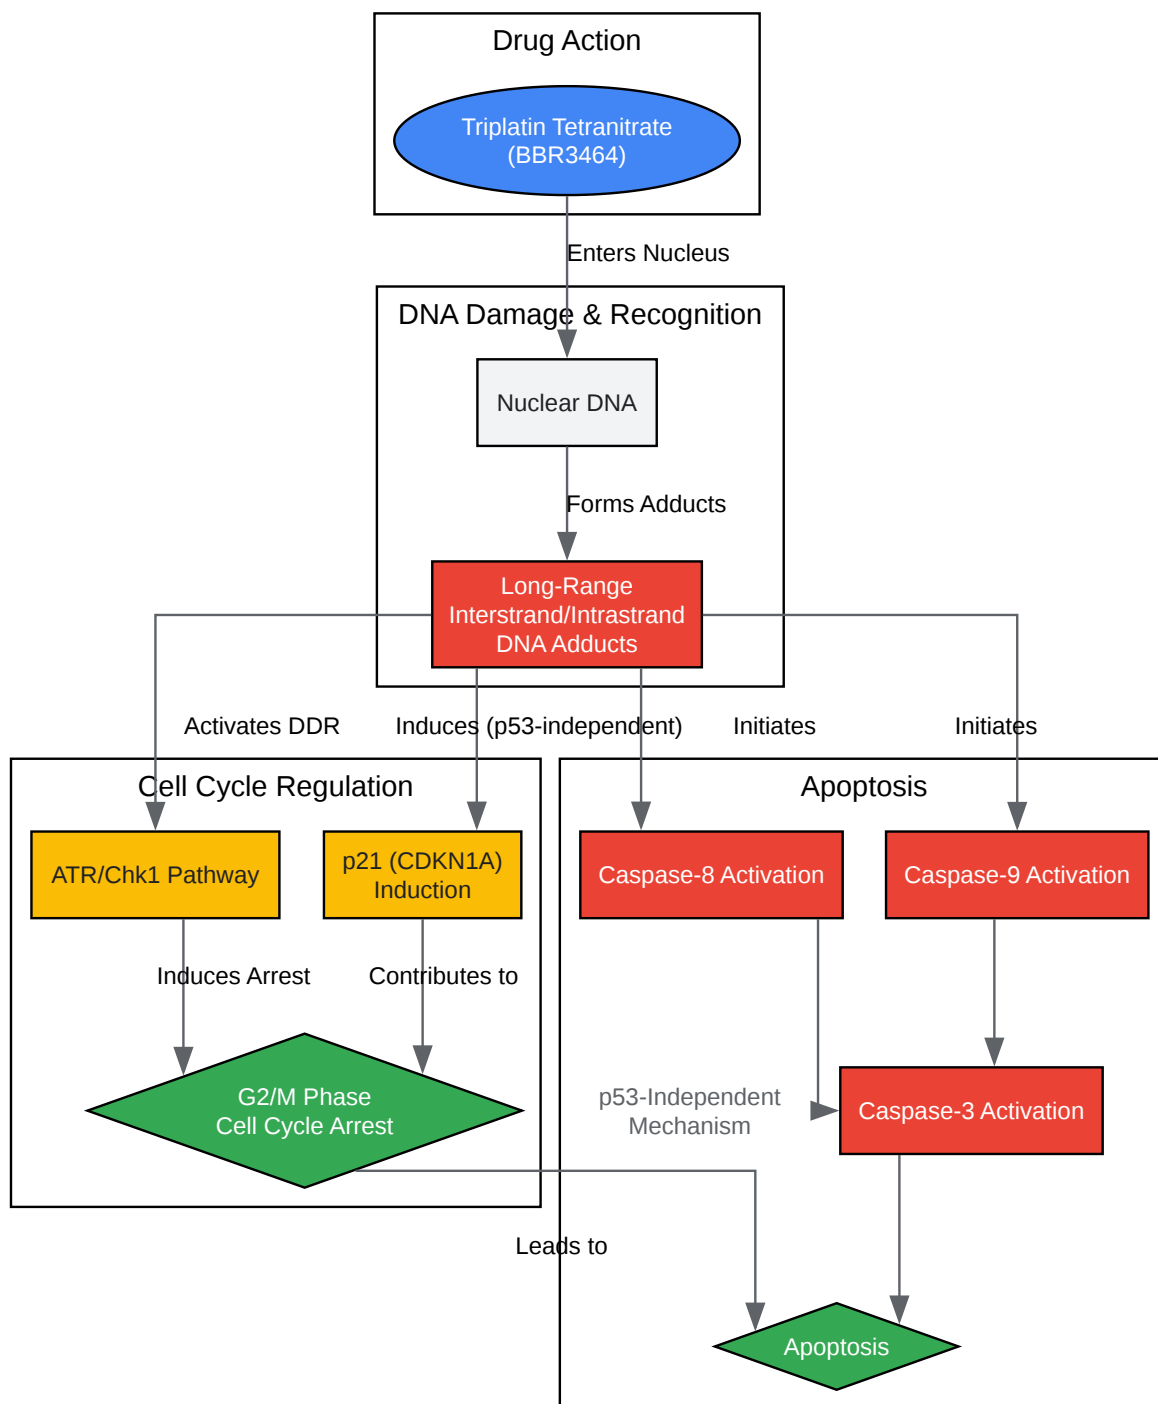 Drug Action
Triplatin Tetranitrate
(BBR3464)
Enters Nucleus
DNA Damage & Recognition
Nuclear DNA
Forms Adducts
Long-Range
Interstrand/Intrastrand
DNA Adducts
Activates DDR
Induces (p53-independent)
Initiates
Initiates
Cell Cycle Regulation
Apoptosis
ATR/Chk1 Pathway
p21 (CDKN1A)
Induction
Caspase-8 Activation
Caspase-9 Activation
Induces Arrest
Contributes to
G2/M Phase
Cell Cycle Arrest
p53-Independent
Mechanism
Caspase-3 Activation
Leads to
Apoptosis